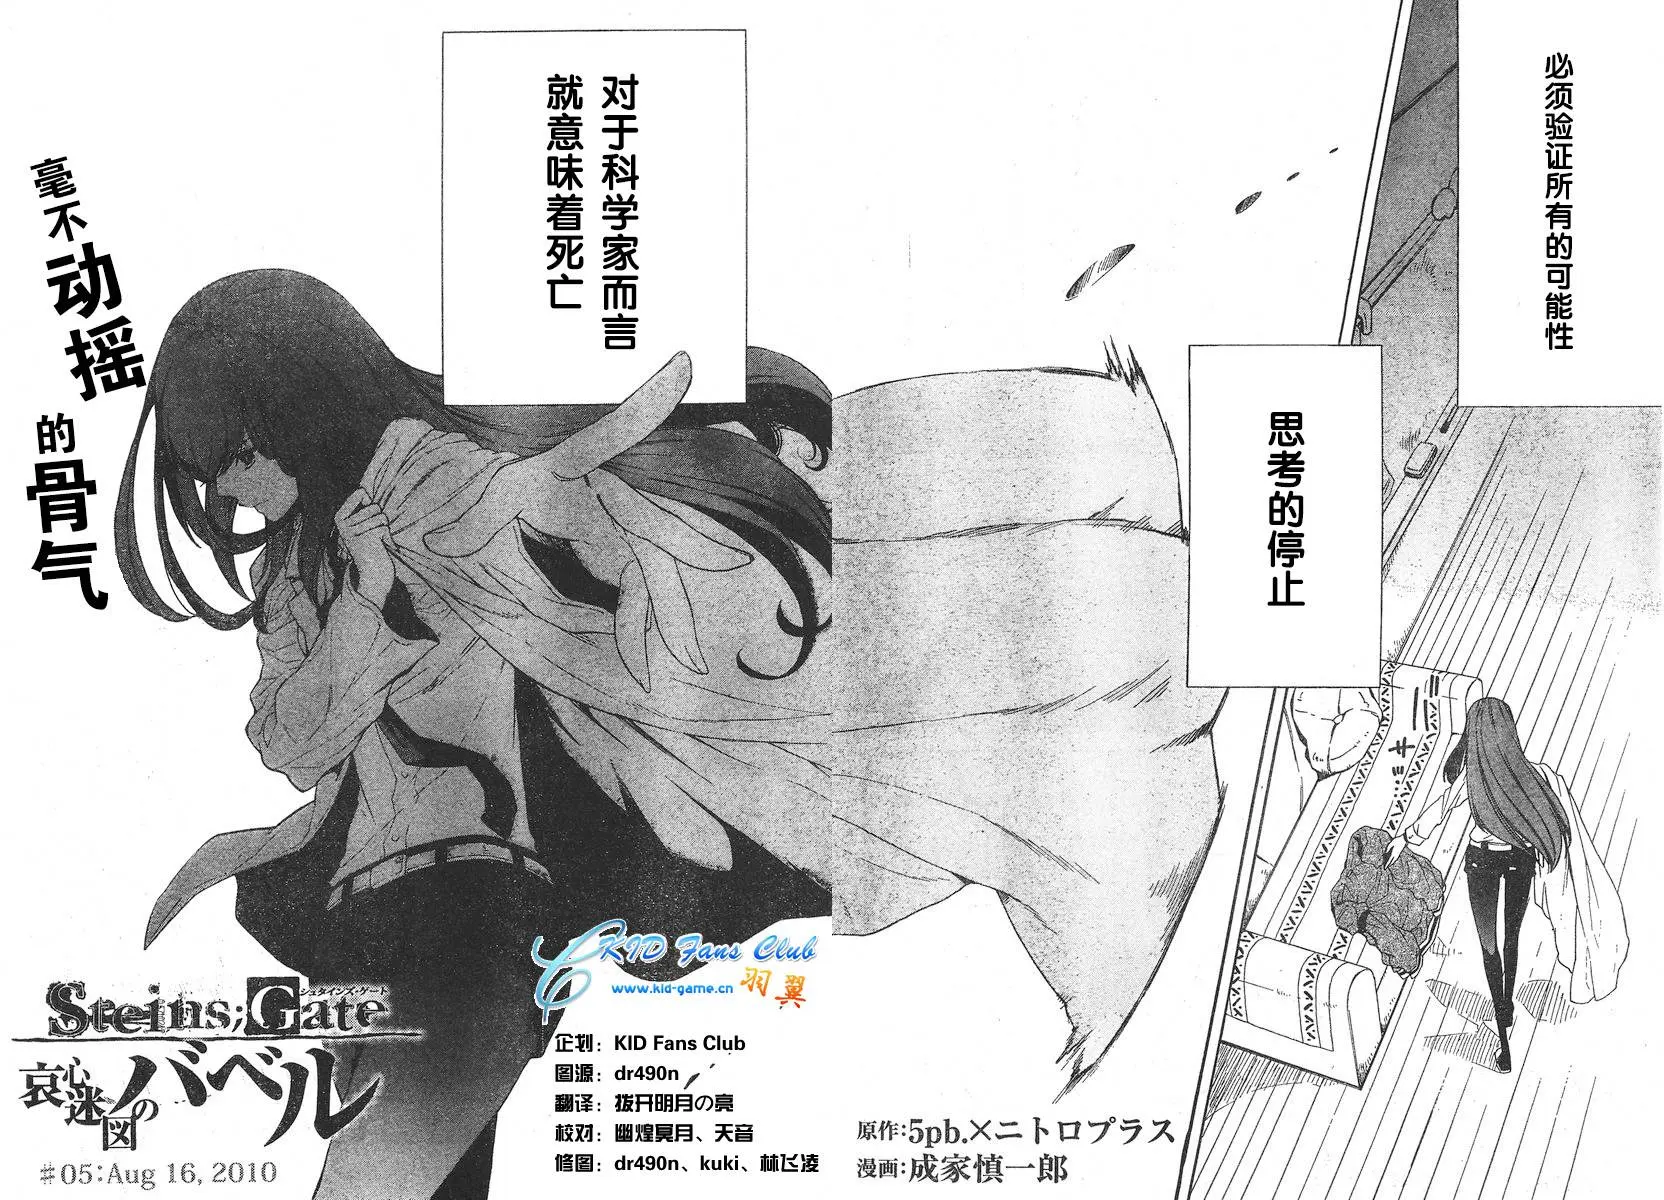 必须验证所有的可能性
思考的停止
对于科学家而言
就意味着死亡
毫不动摇的骨气
キ
ミ…
Steins;Gate
シュタインズ・ゲート
哀心迷図のバベル
#05:Aug 16, 2010
KID Fans Club
www.kid-game.cn 羽翼
企划：KID Fans Club
图源：dr490n
翻译：拨开明月の亮
校对：幽煌冥月、天音
修图：dr490n、kuki、林飞凌
原作:5pb.×ニトロプラス
漫画:成家慎一郎